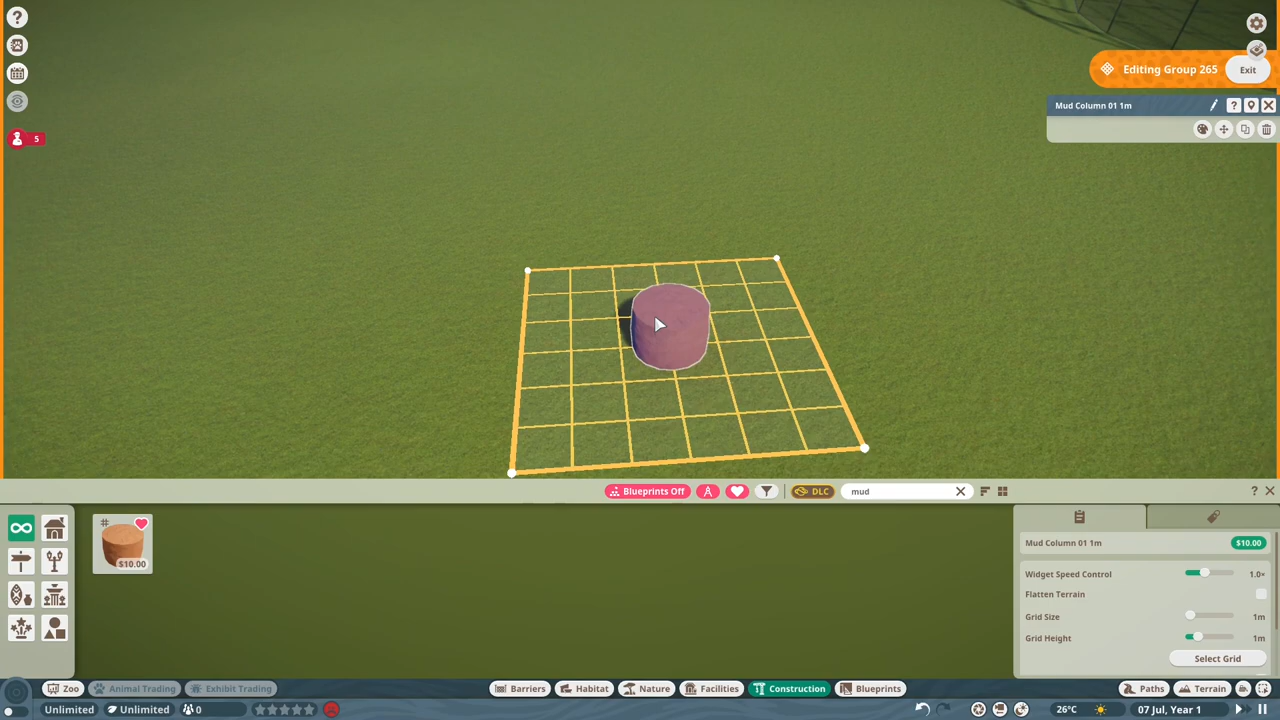 ?
Editing Group 265
Exit
Mud Column 01 1m
?
5
Blueprints Off
DLC
mud
?
$10.00
Mud Column 01 1m
$10.00
Widget Speed Control
1.0×
Flatten Terrain
Grid Size
1m
Grid Height
1m
Select Grid
Zoo
Animal Trading
Exhibit Trading
Barriers
Habitat
Nature
Facilities
Construction
Blueprints
Paths
Terrain
Unlimited
Unlimited
0
26°C
07 Jul, Year 1